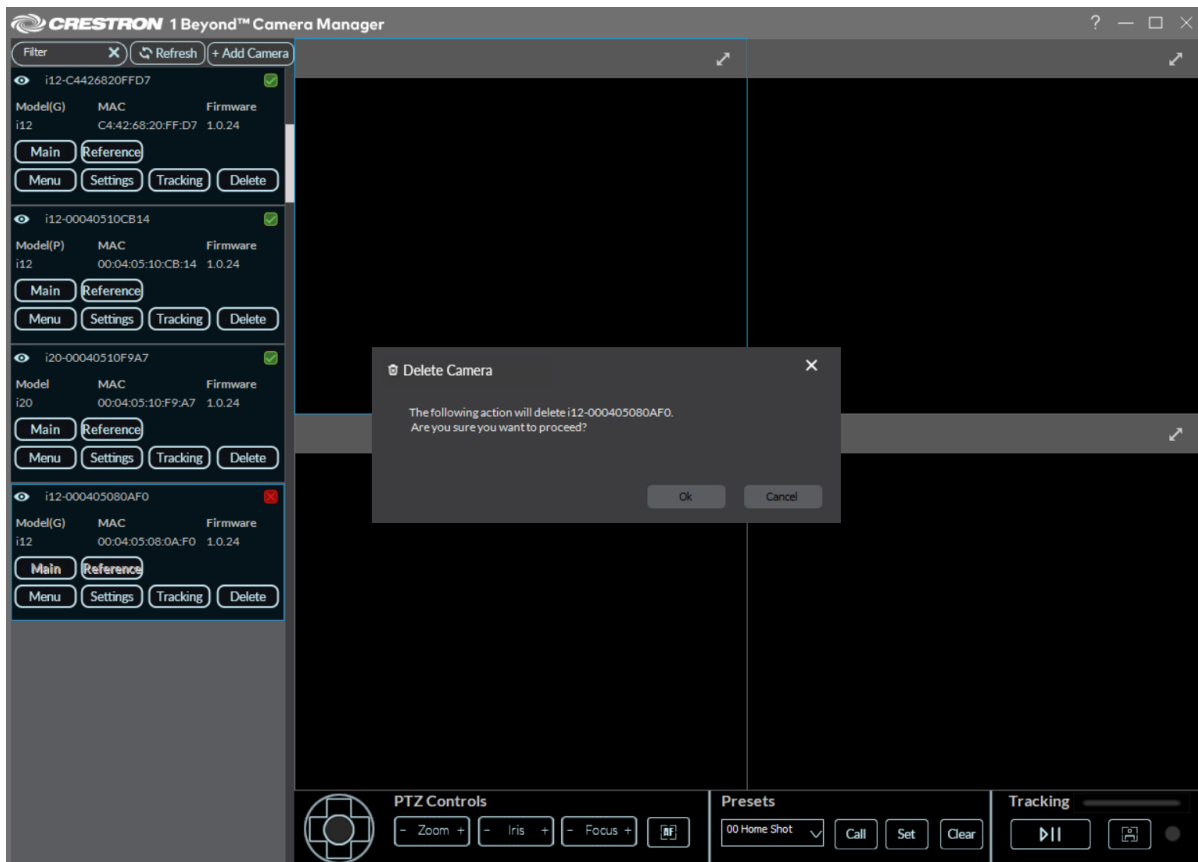 CRESTRON 1 Beyond™ Camera Manager
?
Filter
Refresh
+ Add Camera
i12-C4426820FFD7
Model(G) MAC Firmware
i12 C4:42:68:20:FF:D7 1.0.24
Main Reference
Menu Settings Tracking Delete
i12-00040510CB14
Model(P) MAC Firmware
i12 00:04:05:10:CB:14 1.0.24
Main Reference
Menu Settings Tracking Delete
i20-00040510F9A7
Model MAC Firmware
i20 00:04:05:10:F9:A7 1.0.24
Main Reference
Menu Settings Tracking Delete
i12-000405080AF0
Model(G) MAC Firmware
i12 00:04:05:08:0A:F0 1.0.24
Main Reference
Menu Settings Tracking Delete
Delete Camera
The following action will delete i12-000405080AF0.
Are you sure you want to proceed?
Ok Cancel
PTZ Controls
- Zoom + - Iris + - Focus + AF
Presets
00 Home Shot Call Set Clear
Tracking